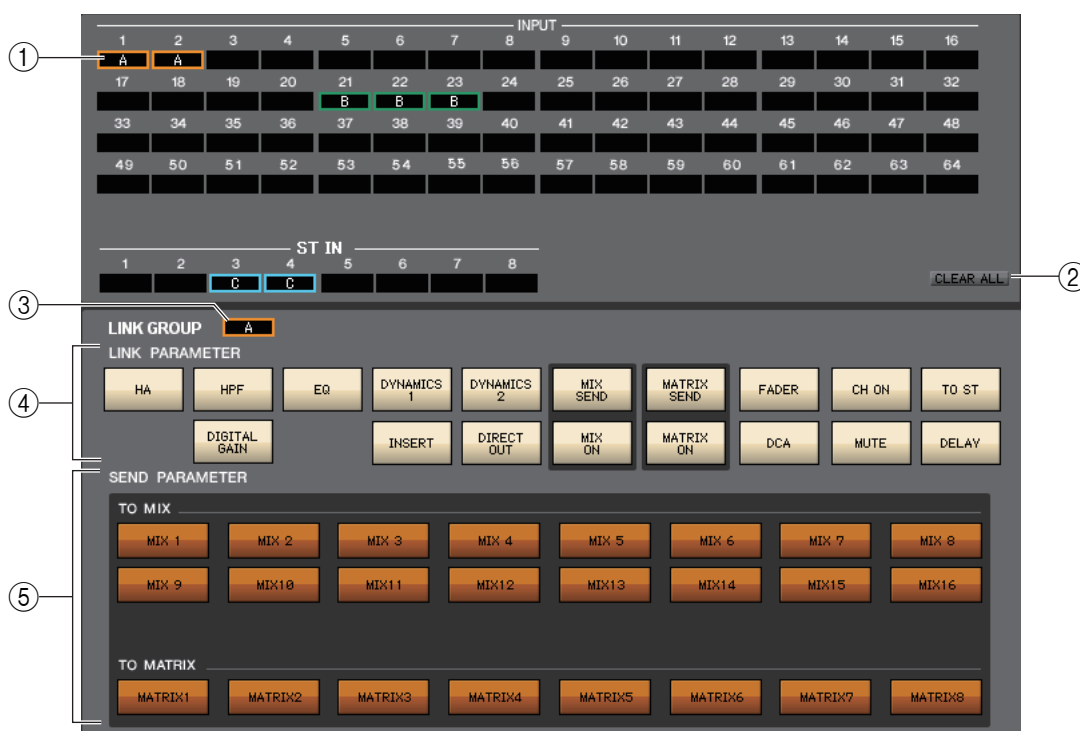 INPUT
1 2 3 4 5 6 7 8 9 10 11 12 13 14 15 16
① A A
17 18 19 20 21 22 23 24 25 26 27 28 29 30 31 32
B B B
33 34 35 36 37 38 39 40 41 42 43 44 45 46 47 48
49 50 51 52 53 54 55 56 57 58 59 60 61 62 63 64
ST IN
1 2 3 4 5 6 7 8
C C
CLEAR ALL ②
③
LINK GROUP A
LINK PARAMETER
④
HA HPF EQ DYNAMICS 1 DYNAMICS 2 MIX SEND MATRIX SEND FADER CH ON TO ST
DIGITAL GAIN INSERT DIRECT OUT MIX ON MATRIX ON DCA MUTE DELAY
SEND PARAMETER
⑤
TO MIX
MIX 1 MIX 2 MIX 3 MIX 4 MIX 5 MIX 6 MIX 7 MIX 8
MIX 9 MIX10 MIX11 MIX12 MIX13 MIX14 MIX15 MIX16
TO MATRIX
MATRIX1 MATRIX2 MATRIX3 MATRIX4 MATRIX5 MATRIX6 MATRIX7 MATRIX8